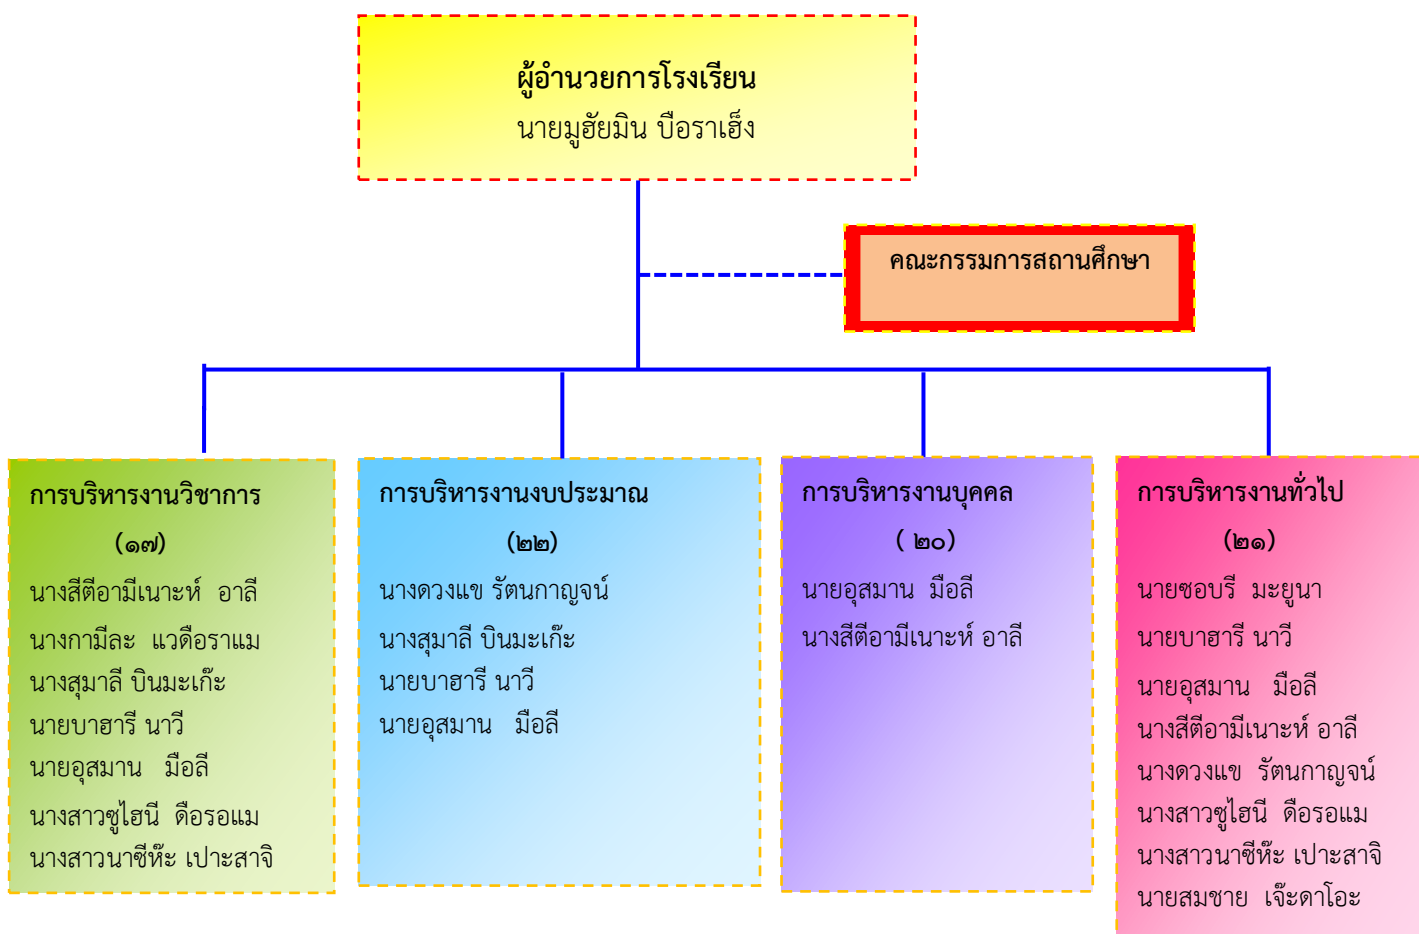 ผู้อำนวยการโรงเรียน
นายมูฮัยมิน บือราเฮ็ง
คณะกรรมการสถานศึกษา
การบริหารงานวิชาการ
(๑๗)
นางสีตีอามีเนาะห์ อาลี
นางกามีละ แวดือราแม
นางสุมาลี บินมะเก๊ะ
นายบาฮารี นาวี
นายอุสมาน มือลี
นางสาวซูไฮนี ดือรอแม
นางสาวนาซีห๊ะ เปาะสาจิ
การบริหารงานงบประมาณ
(๒๒)
นางดวงแข รัตนกาญจน์
นางสุมาลี บินมะเก๊ะ
นายบาฮารี นาวี
นายอุสมาน มือลี
การบริหารงานบุคคล
( ๒๐)
นายอุสมาน มือลี
นางสีตีอามีเนาะห์ อาลี
การบริหารงานทั่วไป
(๒๑)
นายซอบรี มะยูนา
นายบาฮารี นาวี
นายอุสมาน มือลี
นางสีตีอามีเนาะห์ อาลี
นางดวงแข รัตนกาญจน์
นางสาวซูไฮนี ดือรอแม
นางสาวนาซีห๊ะ เปาะสาจิ
นายสมชาย เจ๊ะดาโอะ